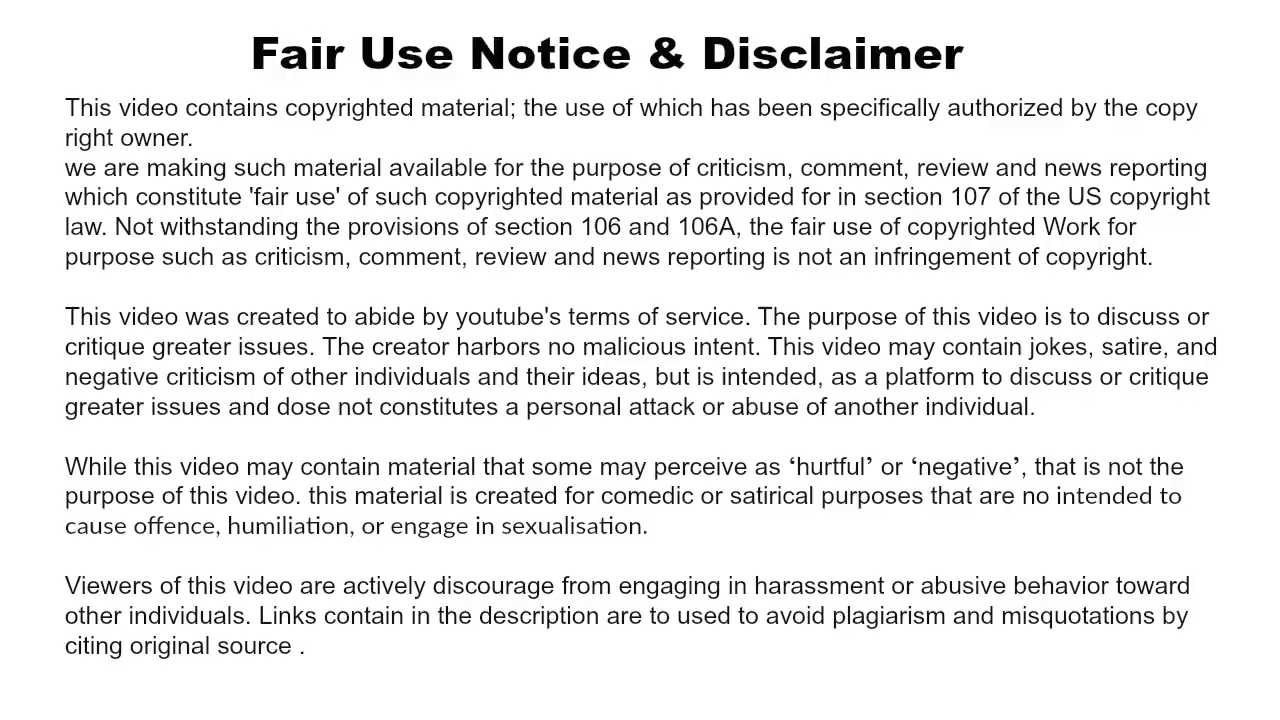 Fair Use Notice & Disclaimer
This video contains copyrighted material; the use of which has been specifically authorized by the copy
right owner.
we are making such material available for the purpose of criticism, comment, review and news reporting
which constitute 'fair use' of such copyrighted material as provided for in section 107 of the US copyright
law. Not withstanding the provisions of section 106 and 106A, the fair use of copyrighted Work for
purpose such as criticism, comment, review and news reporting is not an infringement of copyright.
This video was created to abide by youtube's terms of service. The purpose of this video is to discuss or
critique greater issues. The creator harbors no malicious intent. This video may contain jokes, satire, and
negative criticism of other individuals and their ideas, but is intended, as a platform to discuss or critique
greater issues and dose not constitutes a personal attack or abuse of another individual.
While this video may contain material that some may perceive as ‘hurtful’ or ‘negative’, that is not the
purpose of this video. this material is created for comedic or satirical purposes that are no intended to
cause offence, humiliation, or engage in sexualisation.
Viewers of this video are actively discourage from engaging in harassment or abusive behavior toward
other individuals. Links contain in the description are to used to avoid plagiarism and misquotations by
citing original source .